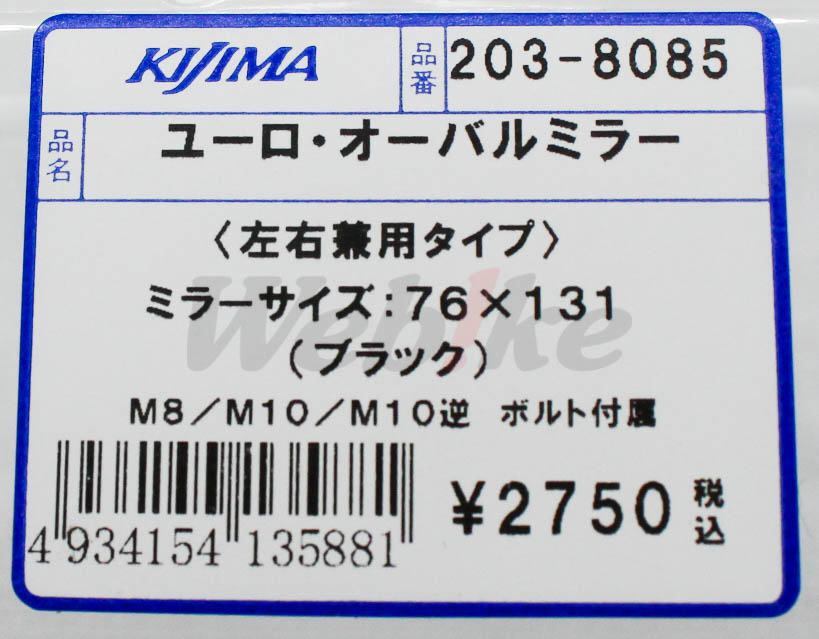 KIJIMA 品番 203-8085
品名 ユーロ・オーバルミラー
〈左右兼用タイプ〉
ミラーサイズ:76×131
(ブラック)
Webike
M8/M10/M10逆 ボルト付属
¥2750 税込
4 934154 135881